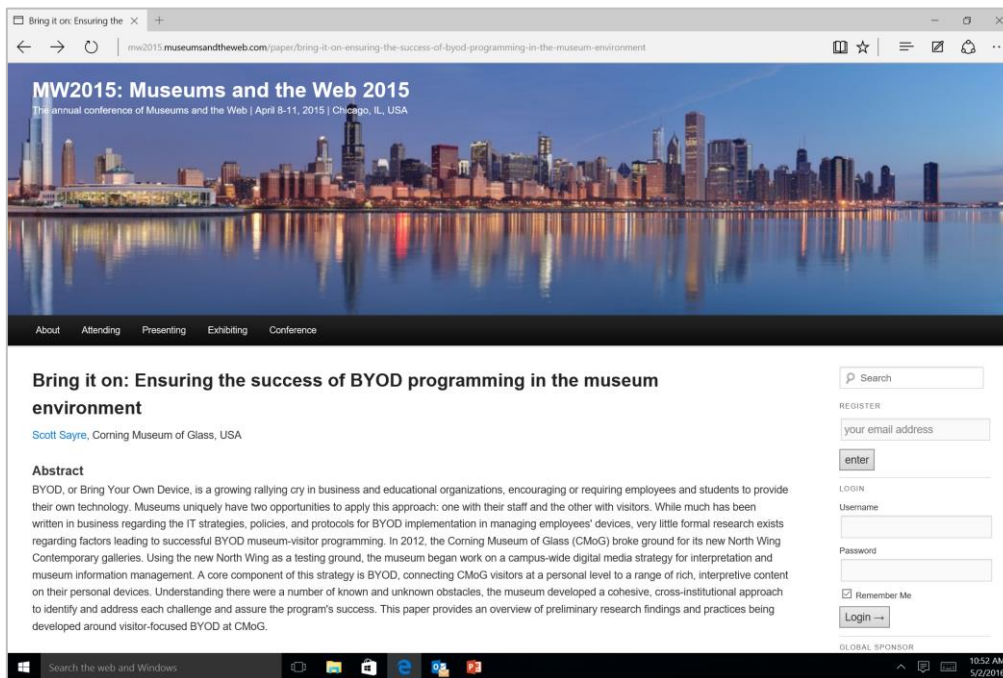 Bring it on: Ensuring the
mw2015.museumsandtheweb.com/paper/bring-it-on-ensuring-the-success-of-byod-programming-in-the-museum-environment
MW2015: Museums and the Web 2015
The annual conference of Museums and the Web | April 8-11, 2015 | Chicago, IL, USA
About Attending Presenting Exhibiting Conference
Bring it on: Ensuring the success of BYOD programming in the museum
environment
Scott Sayre, Corning Museum of Glass, USA
Abstract
BYOD, or Bring Your Own Device, is a growing rallying cry in business and educational organizations, encouraging or requiring employees and students to provide
their own technology. Museums uniquely have two opportunities to apply this approach: one with their staff and the other with visitors. While much has been
written in business regarding the IT strategies, policies, and protocols for BYOD implementation in managing employees' devices, very little formal research exists
regarding factors leading to successful BYOD museum-visitor programming. In 2012, the Corning Museum of Glass (CMoG) broke ground for its new North Wing
Contemporary galleries. Using the new North Wing as a testing ground, the museum began work on a campus-wide digital media strategy for interpretation and
museum information management. A core component of this strategy is BYOD, connecting CMoG visitors at a personal level to a range of rich, interpretive content
on their personal devices. Understanding there were a number of known and unknown obstacles, the museum developed a cohesive, cross-institutional approach
to identify and address each challenge and assure the program's success. This paper provides an overview of preliminary research findings and practices being
developed around visitor-focused BYOD at CMoG.
Search
REGISTER
your email address
enter
LOGIN
Username
Password
Remember Me
Login →
GLOBAL SPONSOR
Search the web and Windows
10:52 AM
5/2/2016